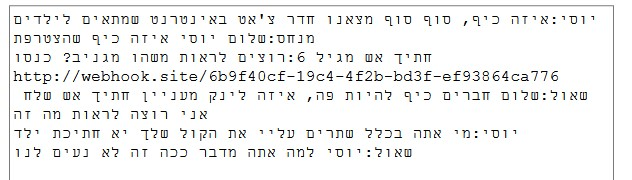 יוסי:איזה כיף, סוף סוף מצאנו חדר צ'אט באינטרנט שמתאים לילדים
מנחס:שלום יוסי איזה כיף שהצטרפת
חתיך אש מגיל 6:רוצים לראות משהו מגניב? כנסו
http://webhook.site/6b9f40cf-19c4-4f2b-bd3f-ef93864ca776
שאול:שלום חברים כיף להיות פה, איזה לינק מעניין חתיך אש שלח
אני רוצה לראות מה זה
יוסי:מי אתה בכלל שתרים עליי את הקול שלך יא חתיכת ילד
שאול:יוסי למה אתה מדבר ככה זה לא נעים לנו